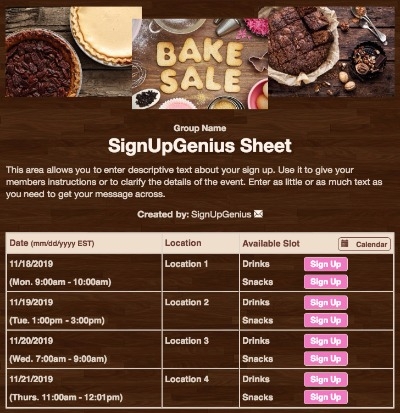 BAKE
SALE
Group Name
SignUpGenius Sheet
This area allows you to enter descriptive text about your sign up. Use it to give your
members instructions or to clarify the details of the event. Enter as little or as much text as
you need to get your message across.
Created by: SignUpGenius
Date (mm/dd/yyyy EST) Location Available Slot Calendar
11/18/2019 Location 1 Drinks Sign Up
(Mon. 9:00am - 10:00am) Snacks Sign Up
11/19/2019 Location 2 Drinks Sign Up
(Tue. 1:00pm - 3:00pm) Snacks Sign Up
11/20/2019 Location 3 Drinks Sign Up
(Wed. 7:00am - 9:00am) Snacks Sign Up
11/21/2019 Location 4 Drinks Sign Up
(Thurs. 11:00am - 12:01pm) Snacks Sign Up